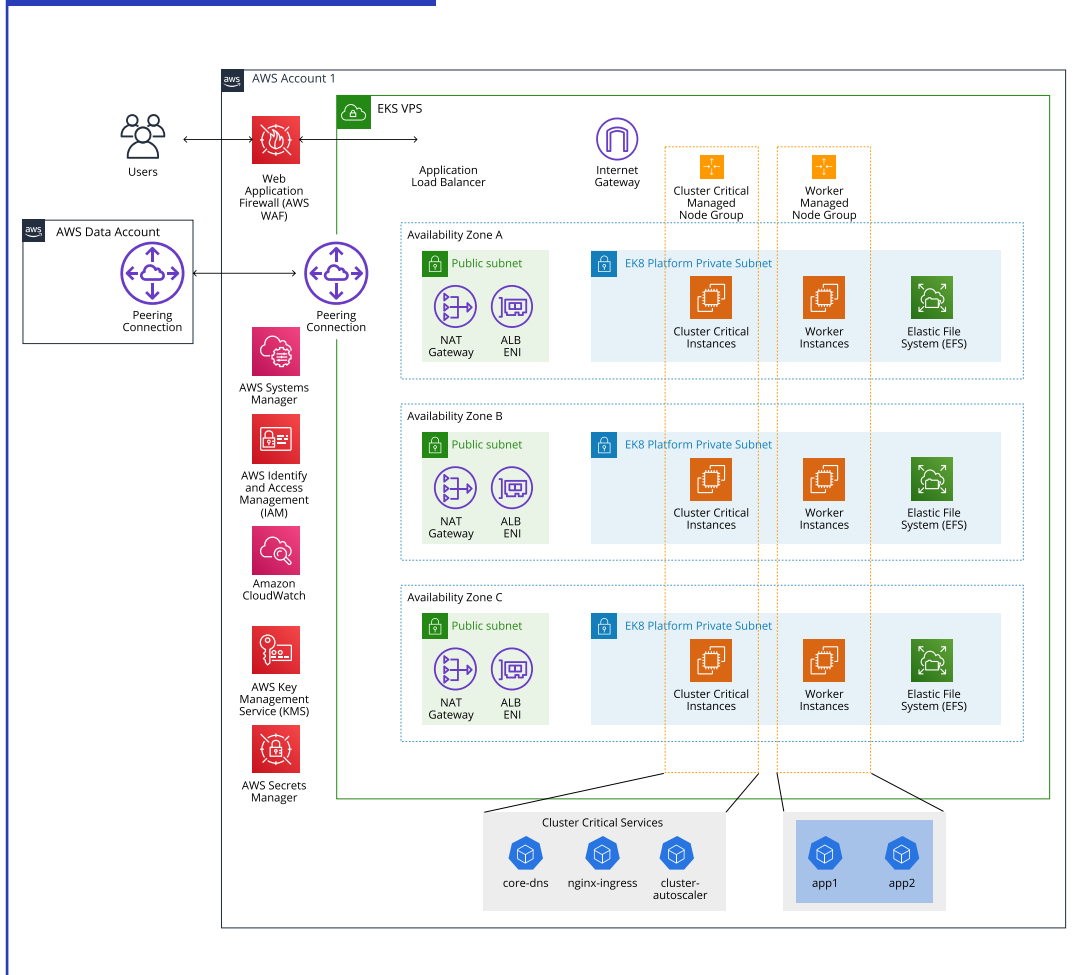 aws
AWS Account 1
EKS VPS
Users
Web
Application
Firewall (AWS
WAF)
Application
Load Balancer
Internet
Gateway
Cluster Critical
Managed
Node Group
Worker
Managed
Node Group
aws
AWS Data Account
Peering
Connection
Peering
Connection
AWS Systems
Manager
AWS Identify
and Access
Management
(IAM)
Amazon
CloudWatch
AWS Key
Management
Service (KMS)
AWS Secrets
Manager
Availability Zone A
Public subnet
NAT
Gateway
ALB
ENI
EK8 Platform Private Subnet
Cluster Critical
Instances
Worker
Instances
Elastic File
System (EFS)
Availability Zone B
Public subnet
NAT
Gateway
ALB
ENI
EK8 Platform Private Subnet
Cluster Critical
Instances
Worker
Instances
Elastic File
System (EFS)
Availability Zone C
Public subnet
NAT
Gateway
ALB
ENI
EK8 Platform Private Subnet
Cluster Critical
Instances
Worker
Instances
Elastic File
System (EFS)
Cluster Critical Services
core-dns
nginx-ingress
cluster-
autoscaler
app1
app2